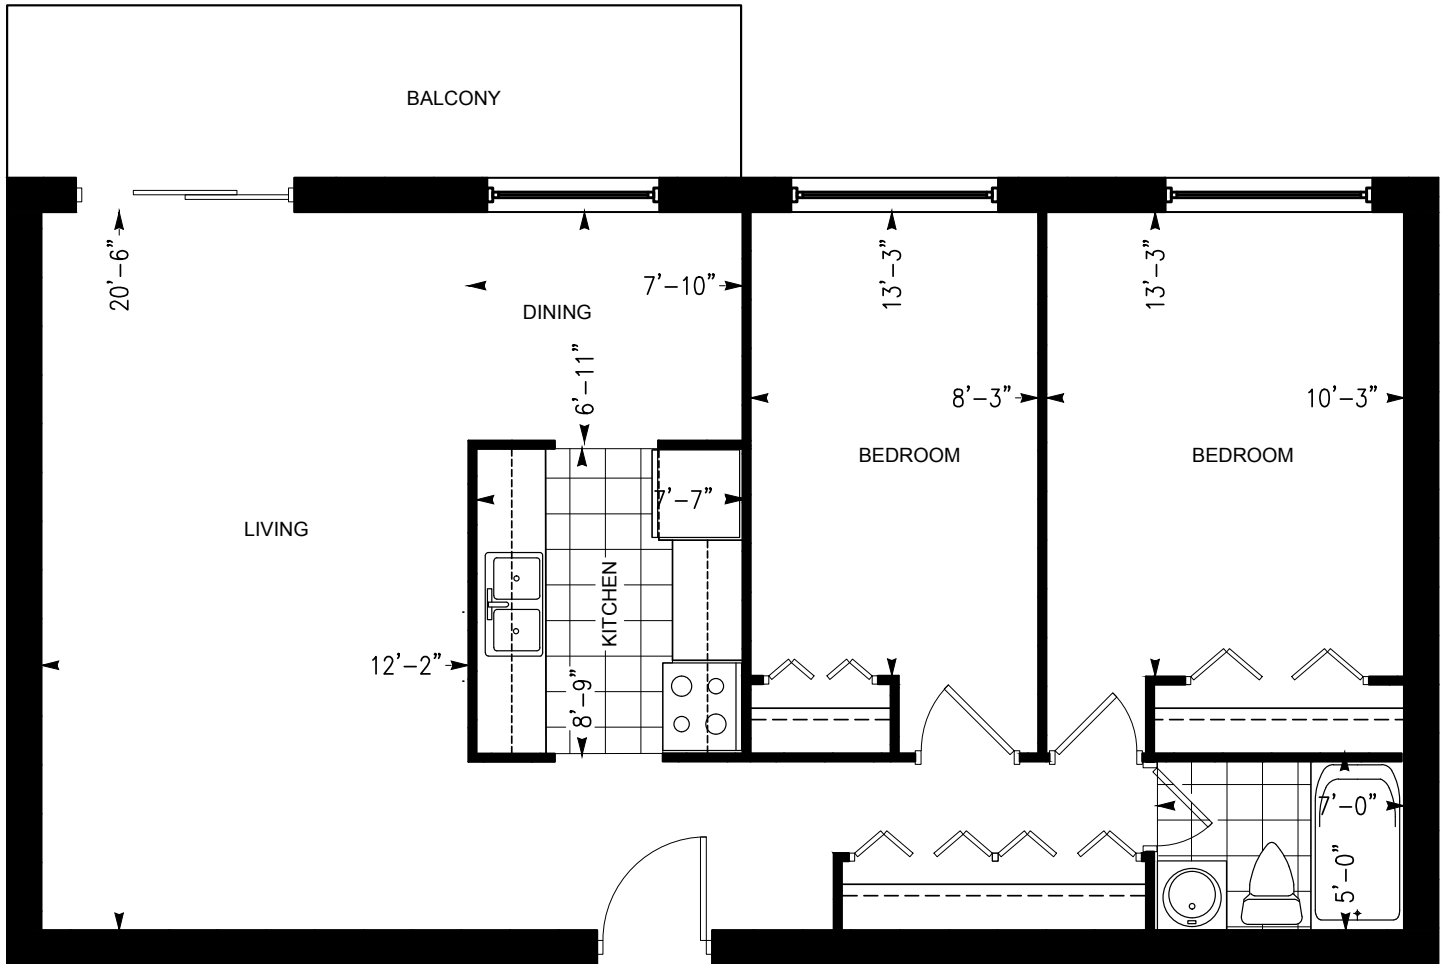 BALCONY
20'-6"
7'-10"
13'-3"
13'-3"
DINING
6'-11"
8'-3"
10'-3"
BEDROOM
BEDROOM
7'-7"
LIVING
KITCHEN
12'-2"
8'-9"
7'-0"
5'-0"